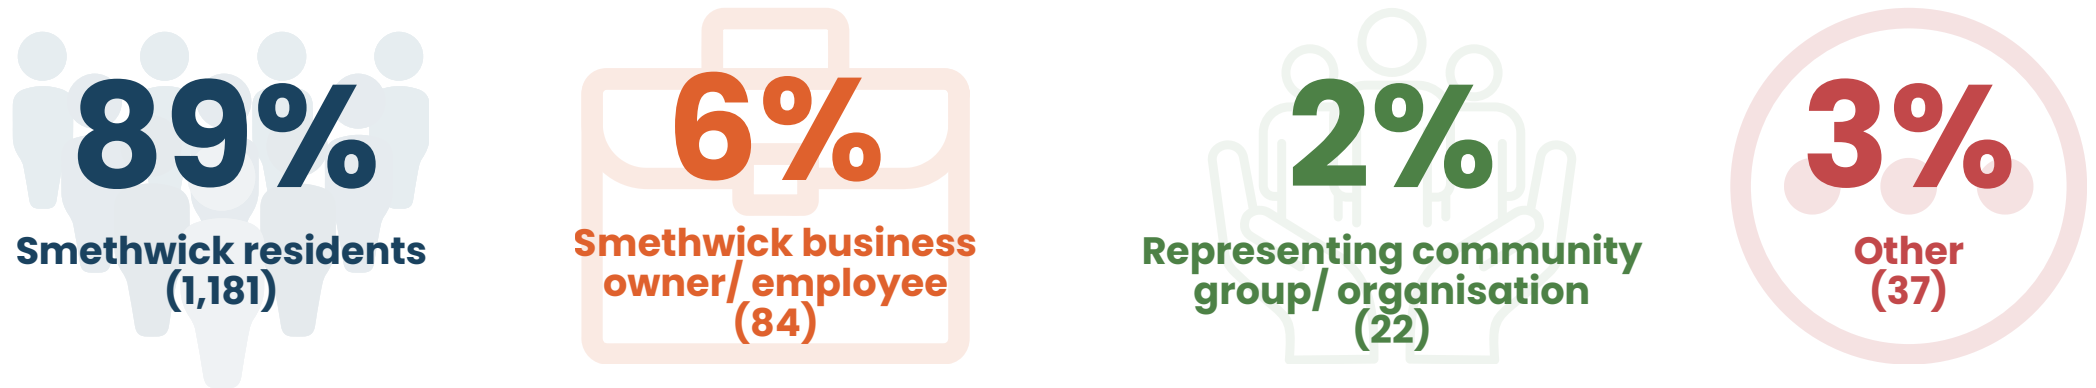 89%
Smethwick residents
(1,181)
6%
Smethwick business
owner/ employee
(84)
2%
Representing community
group/ organisation
(22)
3%
Other
(37)